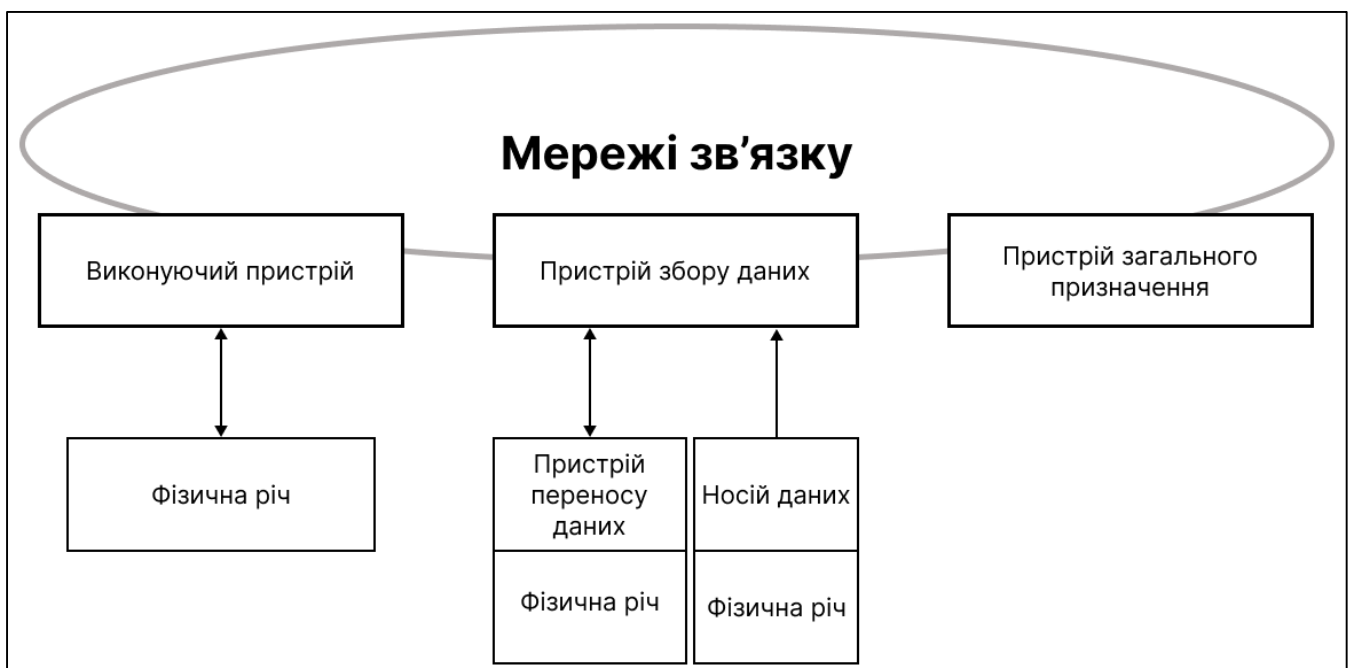 Мережі зв’язку
Виконуючий пристрій
Пристрій збору даних
Пристрій загального
призначення
Фізична річ
Пристрій
переносу
даних
Носій даних
Фізична річ
Фізична річ